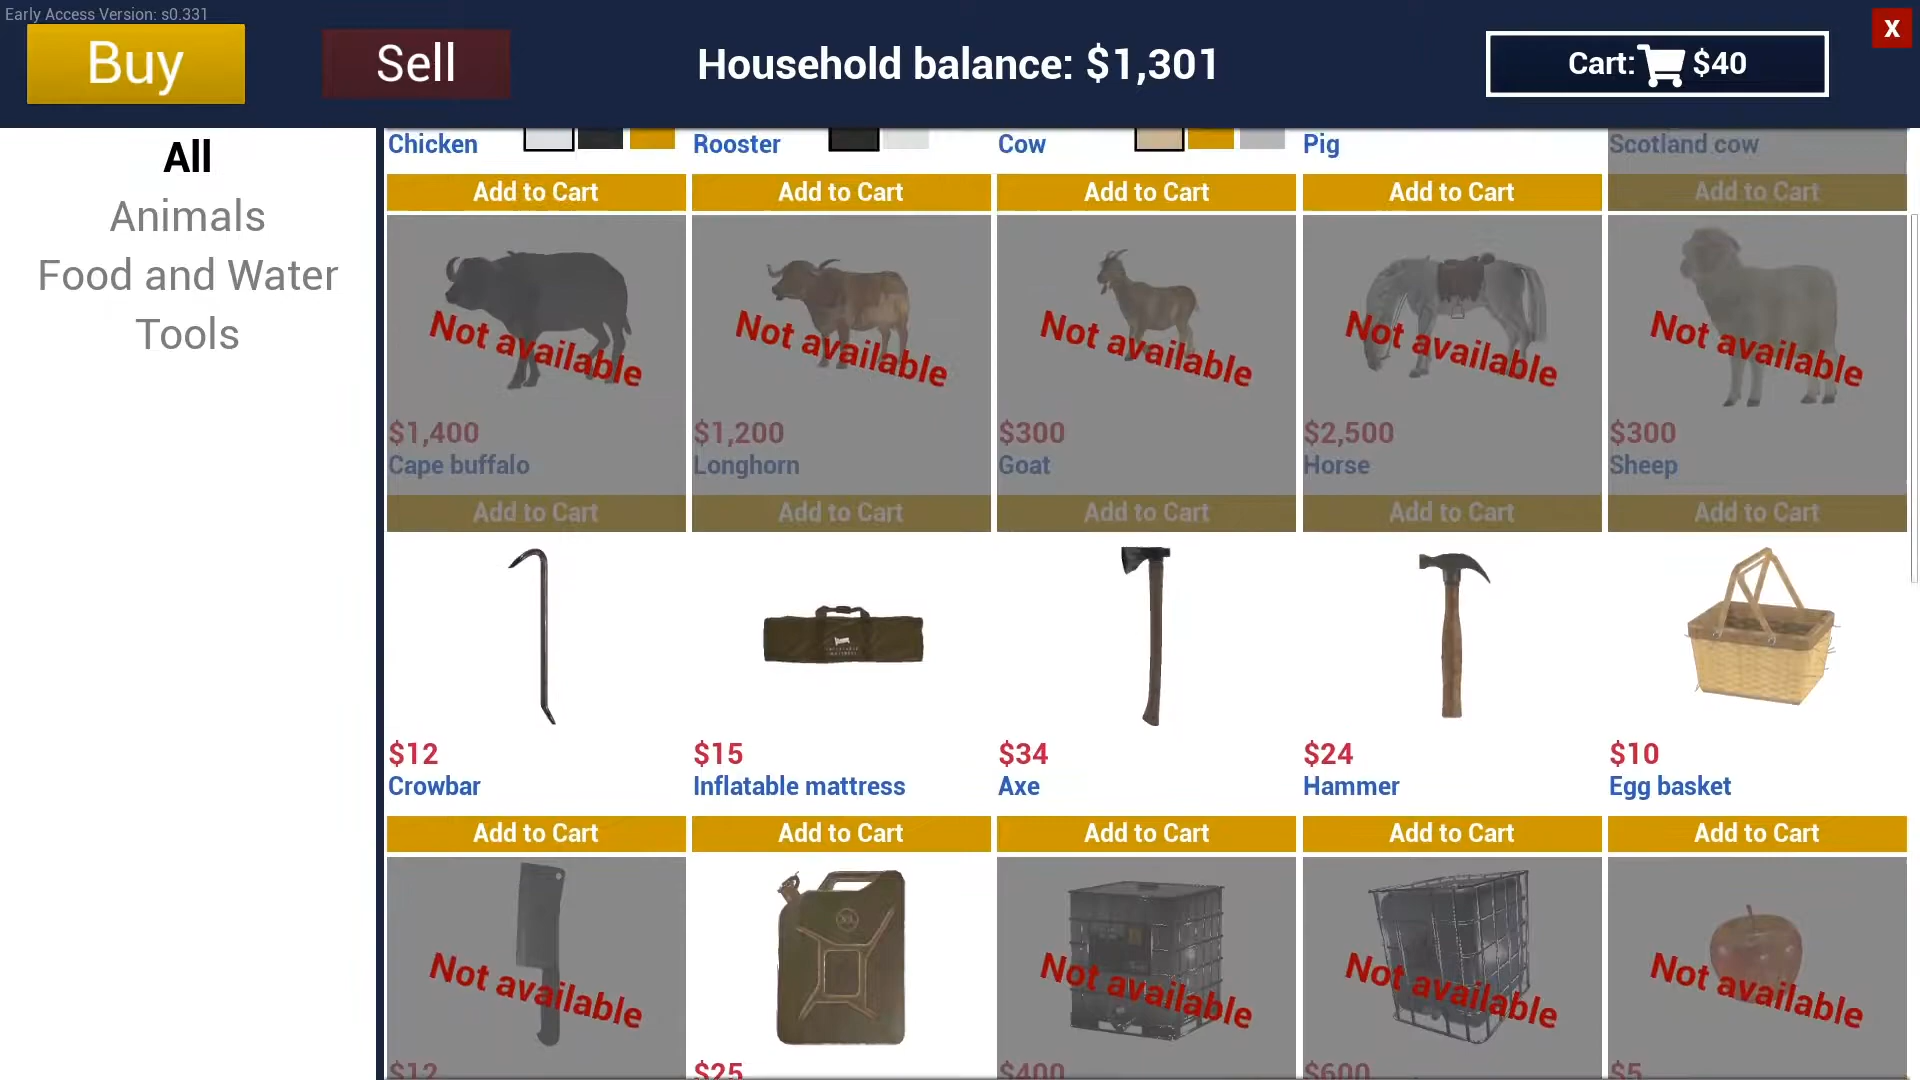 Early Access Version: s0.331
Buy
Sell
Household balance: $1,301
Cart: $40
X
All
Animals
Food and Water
Tools
Chicken
Rooster
Cow
Pig
Scotland cow
Add to Cart
Add to Cart
Add to Cart
Add to Cart
Add to Cart
Not available
Not available
Not available
Not available
Not available
$1,400
$1,200
$300
$2,500
$300
Cape buffalo
Longhorn
Goat
Horse
Sheep
Add to Cart
Add to Cart
Add to Cart
Add to Cart
Add to Cart
$12
$15
$34
$24
$10
Crowbar
Inflatable mattress
Axe
Hammer
Egg basket
Add to Cart
Add to Cart
Add to Cart
Add to Cart
Add to Cart
Not available
Not available
Not available
Not available
$12
$25
$400
$600
$5